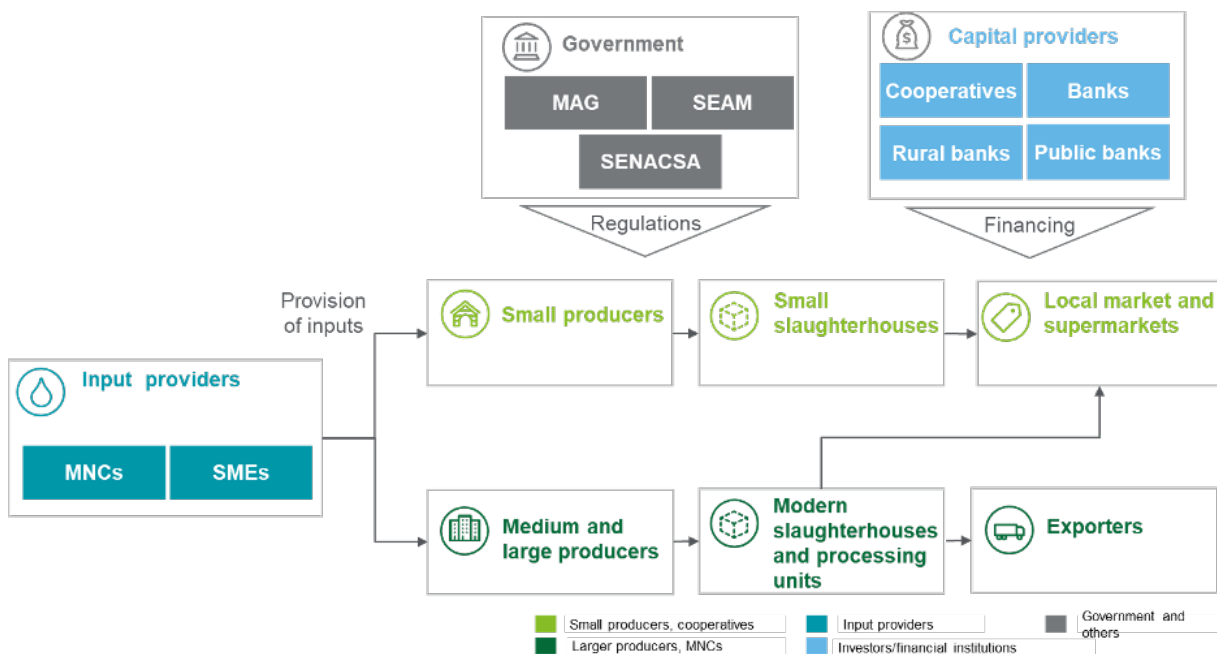 Government
MAG
SEAM
SENACSA
Regulations
Capital providers
Cooperatives
Banks
Rural banks
Public banks
Financing
Provision
of inputs
Input providers
MNCs
SMEs
Small producers
Small
slaughterhouses
Local market and
supermarkets
Medium and
large producers
Modern
slaughterhouses
and processing
units
Exporters
Small producers, cooperatives
Input providers
Government and
others
Larger producers, MNCs
Investors/financial institutions